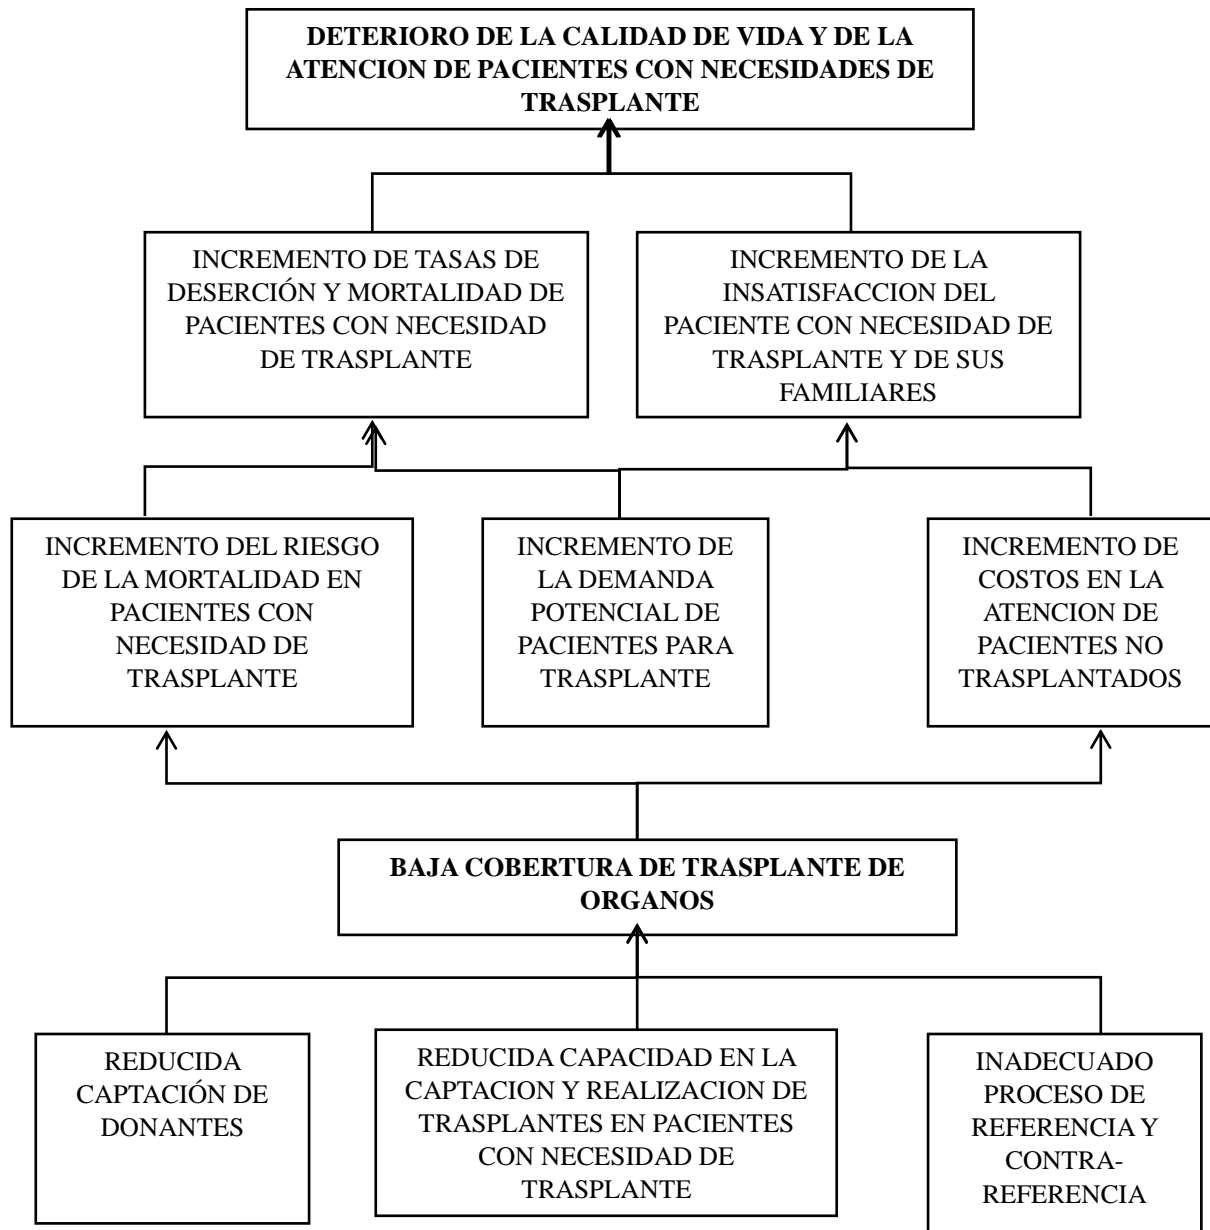 DETERIORO DE LA CALIDAD DE VIDA Y DE LA
ATENCION DE PACIENTES CON NECESIDADES DE
TRASPLANTE
INCREMENTO DE TASAS DE
DESERCIÓN Y MORTALIDAD DE
PACIENTES CON NECESIDAD
DE TRASPLANTE
INCREMENTO DE LA
INSATISFACCION DEL
PACIENTE CON NECESIDAD DE
TRASPLANTE Y DE SUS
FAMILIARES
INCREMENTO DEL RIESGO
DE LA MORTALIDAD EN
PACIENTES CON
NECESIDAD DE
TRASPLANTE
INCREMENTO DE
LA DEMANDA
POTENCIAL DE
PACIENTES PARA
TRASPLANTE
INCREMENTO DE
COSTOS EN LA
ATENCION DE
PACIENTES NO
TRASPLANTADOS
BAJA COBERTURA DE TRASPLANTE DE
ORGANOS
REDUCIDA
CAPTACIÓN DE
DONANTES
REDUCIDA CAPACIDAD EN LA
CAPTACION Y REALIZACION DE
TRASPLANTES EN PACIENTES
CON NECESIDAD DE
TRASPLANTE
INADECUADO
PROCESO DE
REFERENCIA Y
CONTRA-
REFERENCIA